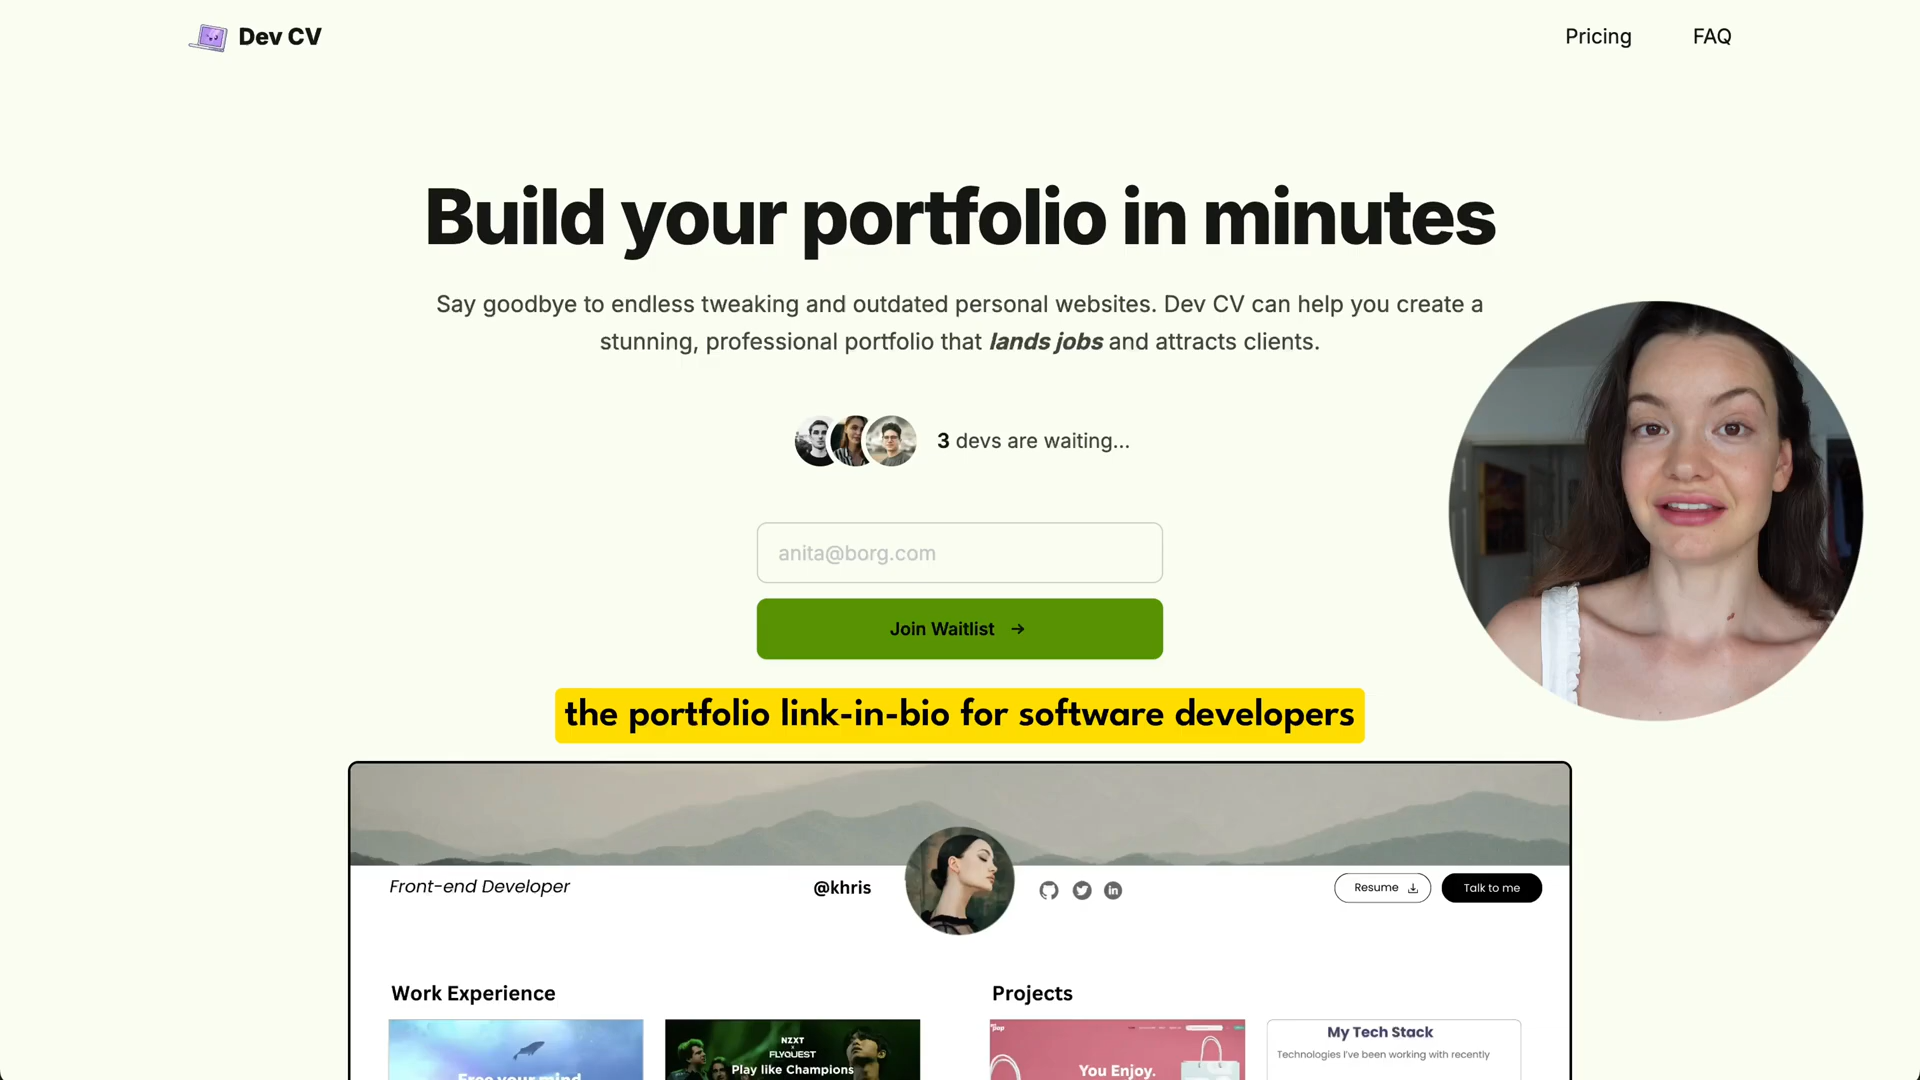 Dev CV
Pricing
FAQ
Build your portfolio in minutes
Say goodbye to endless tweaking and outdated personal websites. Dev CV can help you create a
stunning, professional portfolio that lands jobs and attracts clients.
3 devs are waiting...
anita@borg.com
Join Waitlist →
the portfolio link-in-bio for software developers
Front-end Developer
@khris
in
Resume
Talk to me
Work Experience
Projects
Free your mind
NZXT
x
FLYQUEST
Play like Champions
You Enjoy.
My Tech Stack
Technologies I've been working with recently